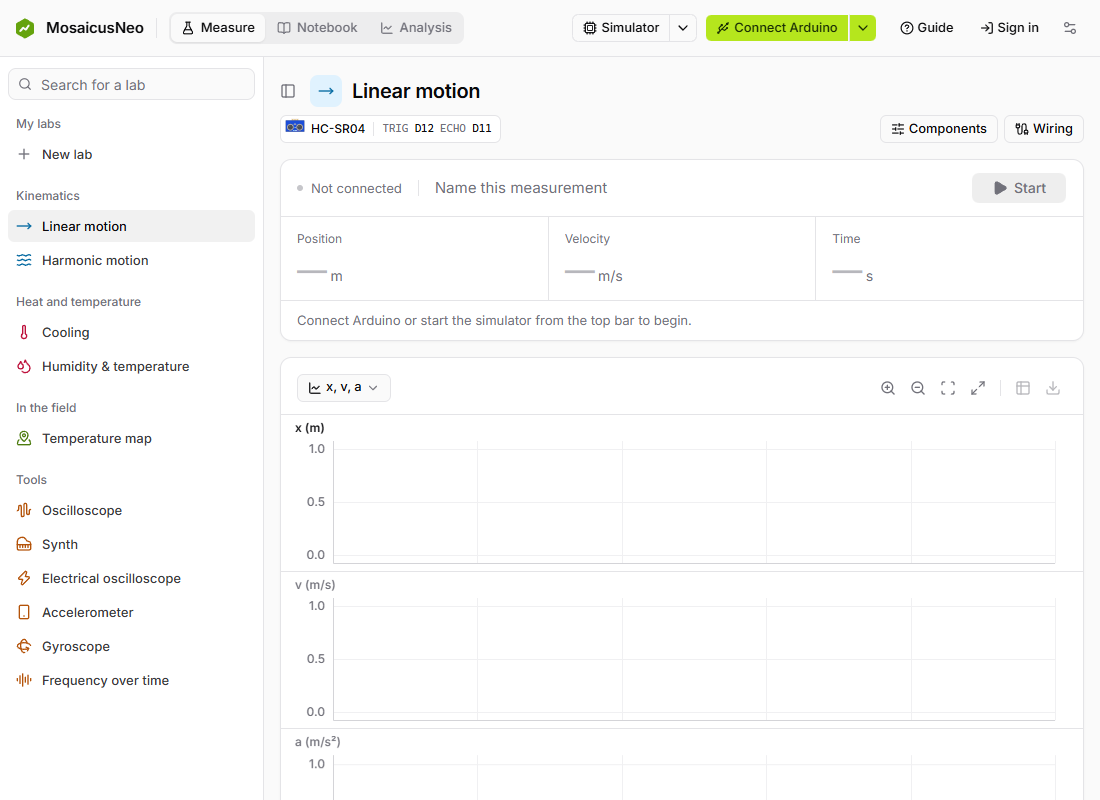 MosaicusNeo
Measure
Notebook
Analysis
Simulator
Connect Arduino
Guide
Sign in
Search for a lab
My labs
New lab
Kinematics
Linear motion
Harmonic motion
Heat and temperature
Cooling
Humidity & temperature
In the field
Temperature map
Tools
Oscilloscope
Synth
Electrical oscilloscope
Accelerometer
Gyroscope
Frequency over time
Linear motion
HC-SR04 TRIG D12 ECHO D11
Components
Wiring
Not connected
Name this measurement
Start
Position
m
Velocity
m/s
Time
s
Connect Arduino or start the simulator from the top bar to begin.
x, v, a
x (m)
1.0
0.5
0.0
v (m/s)
1.0
0.5
0.0
a (m/s²)
1.0